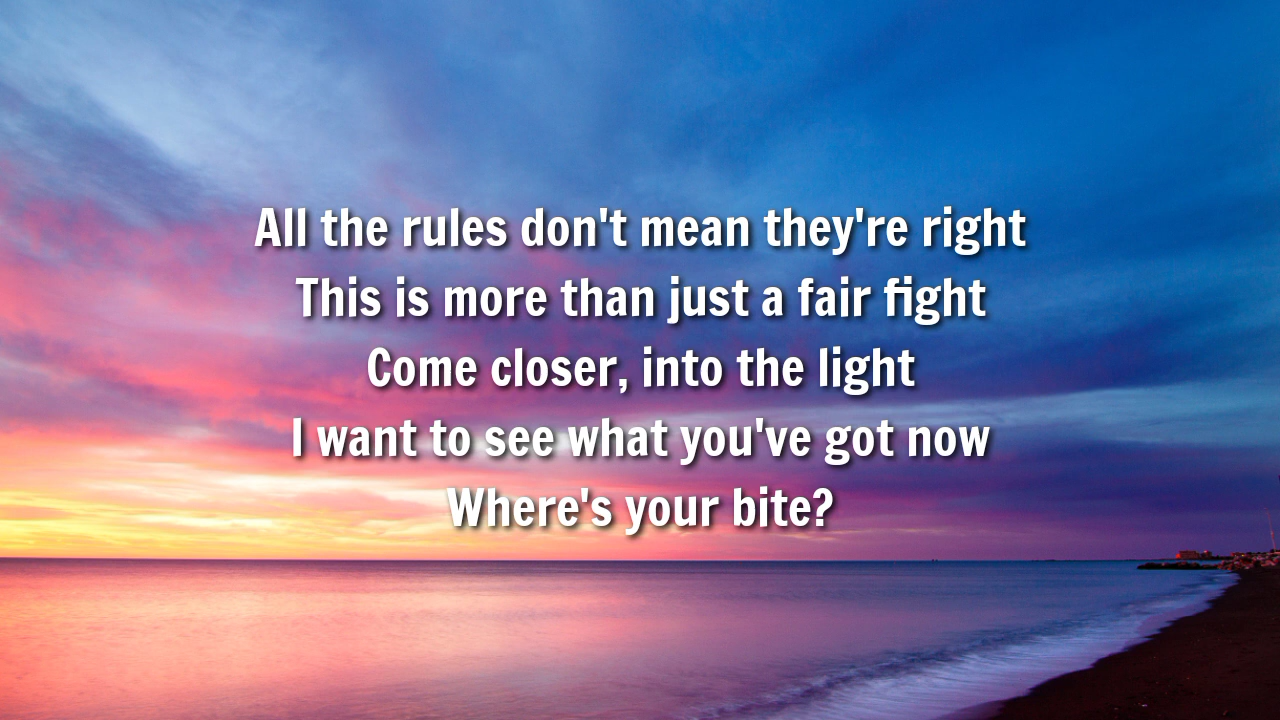 All the rules don't mean they're right
This is more than just a fair fight
Come closer, into the light
I want to see what you've got now
Where's your bite?